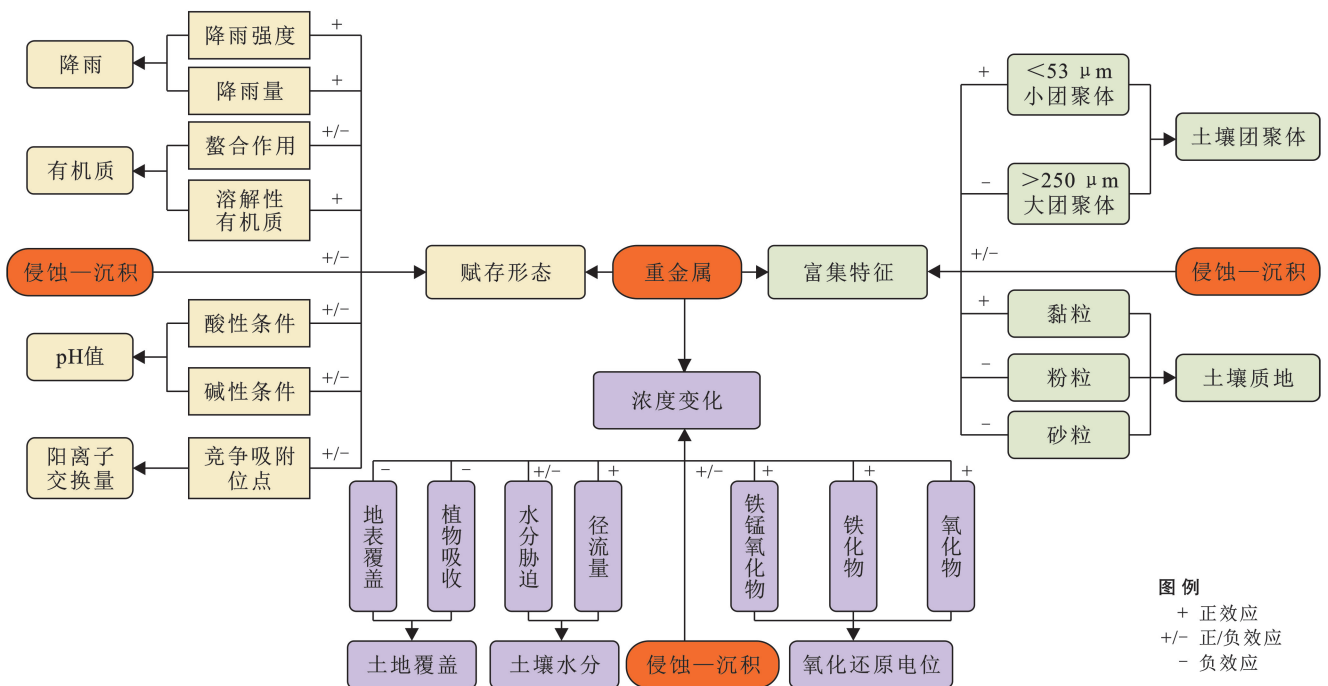 降雨
降雨强度
+
降雨量
+
有机质
螯合作用
+/−
溶解性
有机质
+
侵蚀—沉积
+/−
pH值
酸性条件
+/−
碱性条件
+/−
阳离子
交换量
竞争吸附
位点
+/−
赋存形态
重金属
富集特征
浓度变化
+
<53 μm
小团聚体
−
>250 μm
大团聚体
土壤团聚体
+/−
侵蚀—沉积
+
黏粒
−
粉粒
−
砂粒
土壤质地
−
地表覆盖
−
植物吸收
+/−
水分胁迫
+
径流量
+/−
+
铁锰氧化物
+
铁化物
+
氧化物
土地覆盖
土壤水分
侵蚀—沉积
氧化还原电位
图例
+ 正效应
+/− 正/负效应
− 负效应